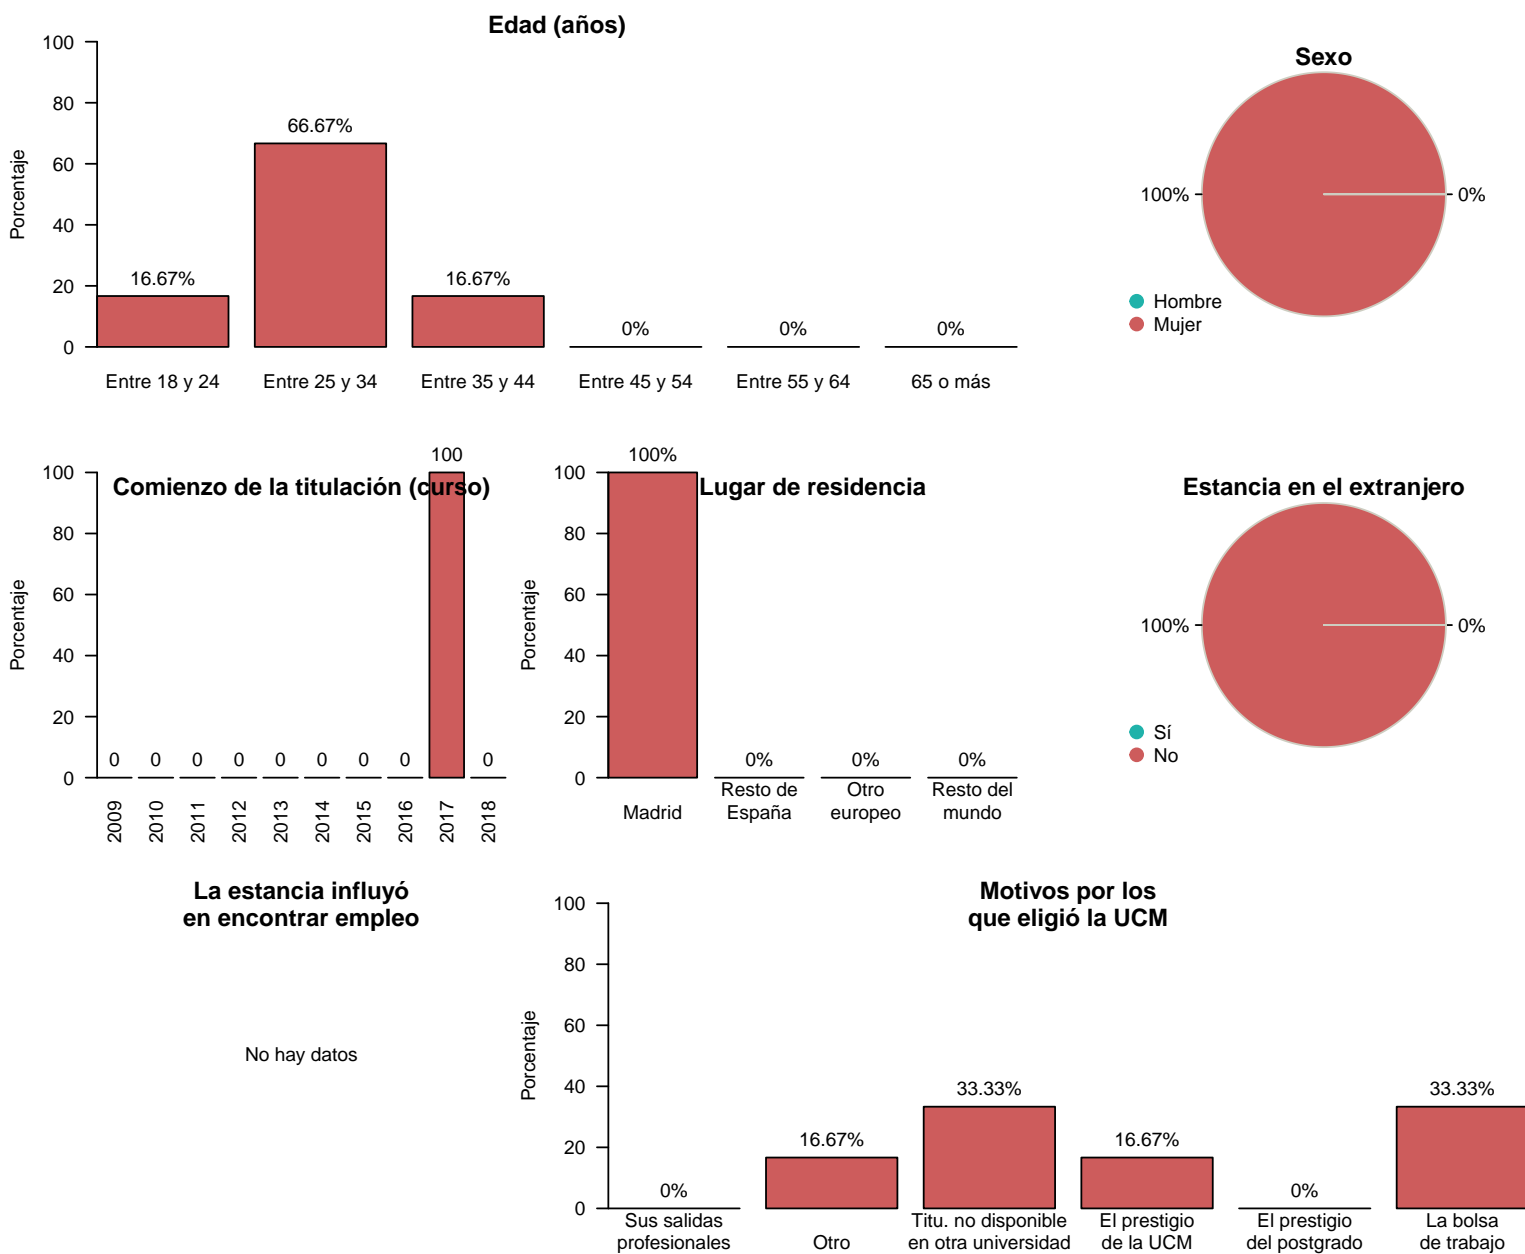 Edad (años)
Porcentaje
100
80
60
40
20
0
16.67%
66.67%
16.67%
0%
0%
0%
Entre 18 y 24
Entre 25 y 34
Entre 35 y 44
Entre 45 y 54
Entre 55 y 64
65 o más
Sexo
100%
0%
Hombre
Mujer
Comienzo de la titulación (curso)
Porcentaje
100
80
60
40
20
0
0
0
0
0
0
0
0
0
100
0
2009
2010
2011
2012
2013
2014
2015
2016
2017
2018
Lugar de residencia
Porcentaje
100
80
60
40
20
0
100%
0%
0%
0%
Madrid
Resto de
España
Otro
europeo
Resto del
mundo
Estancia en el extranjero
100%
0%
Sí
No
La estancia influyó
en encontrar empleo
No hay datos
Motivos por los
que eligió la UCM
Porcentaje
100
80
60
40
20
0
0%
16.67%
33.33%
16.67%
0%
33.33%
Sus salidas
profesionales
Otro
Titu. no disponible
en otra universidad
El prestigio
de la UCM
El prestigio
del postgrado
La bolsa
de trabajo